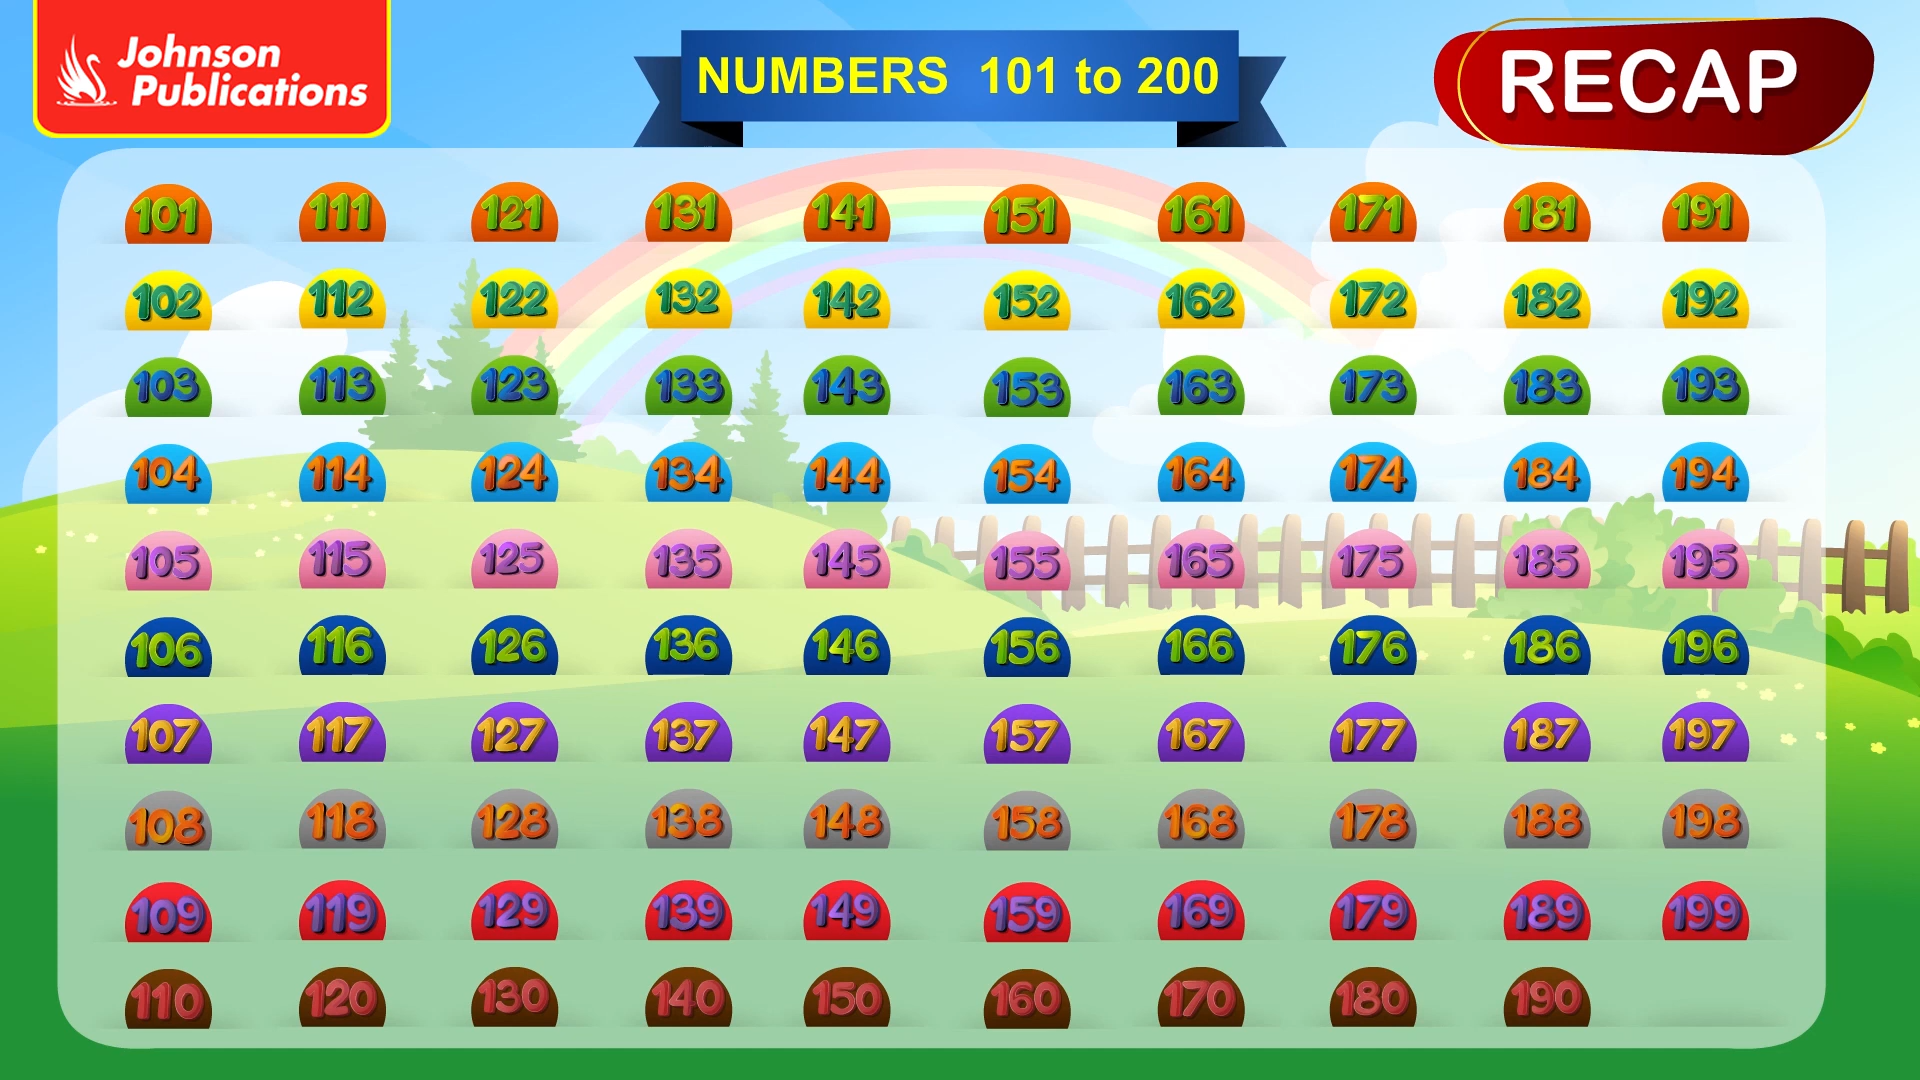 Johnson
Publications
NUMBERS 101 to 200
RECAP
101 111 121 131 141 151 161 171 181 191
102 112 122 132 142 152 162 172 182 192
103 113 123 133 143 153 163 173 183 193
104 114 124 134 144 154 164 174 184 194
105 115 125 135 145 155 165 175 185 195
106 116 126 136 146 156 166 176 186 196
107 117 127 137 147 157 167 177 187 197
108 118 128 138 148 158 168 178 188 198
109 119 129 139 149 159 169 179 189 199
110 120 130 140 150 160 170 180 190